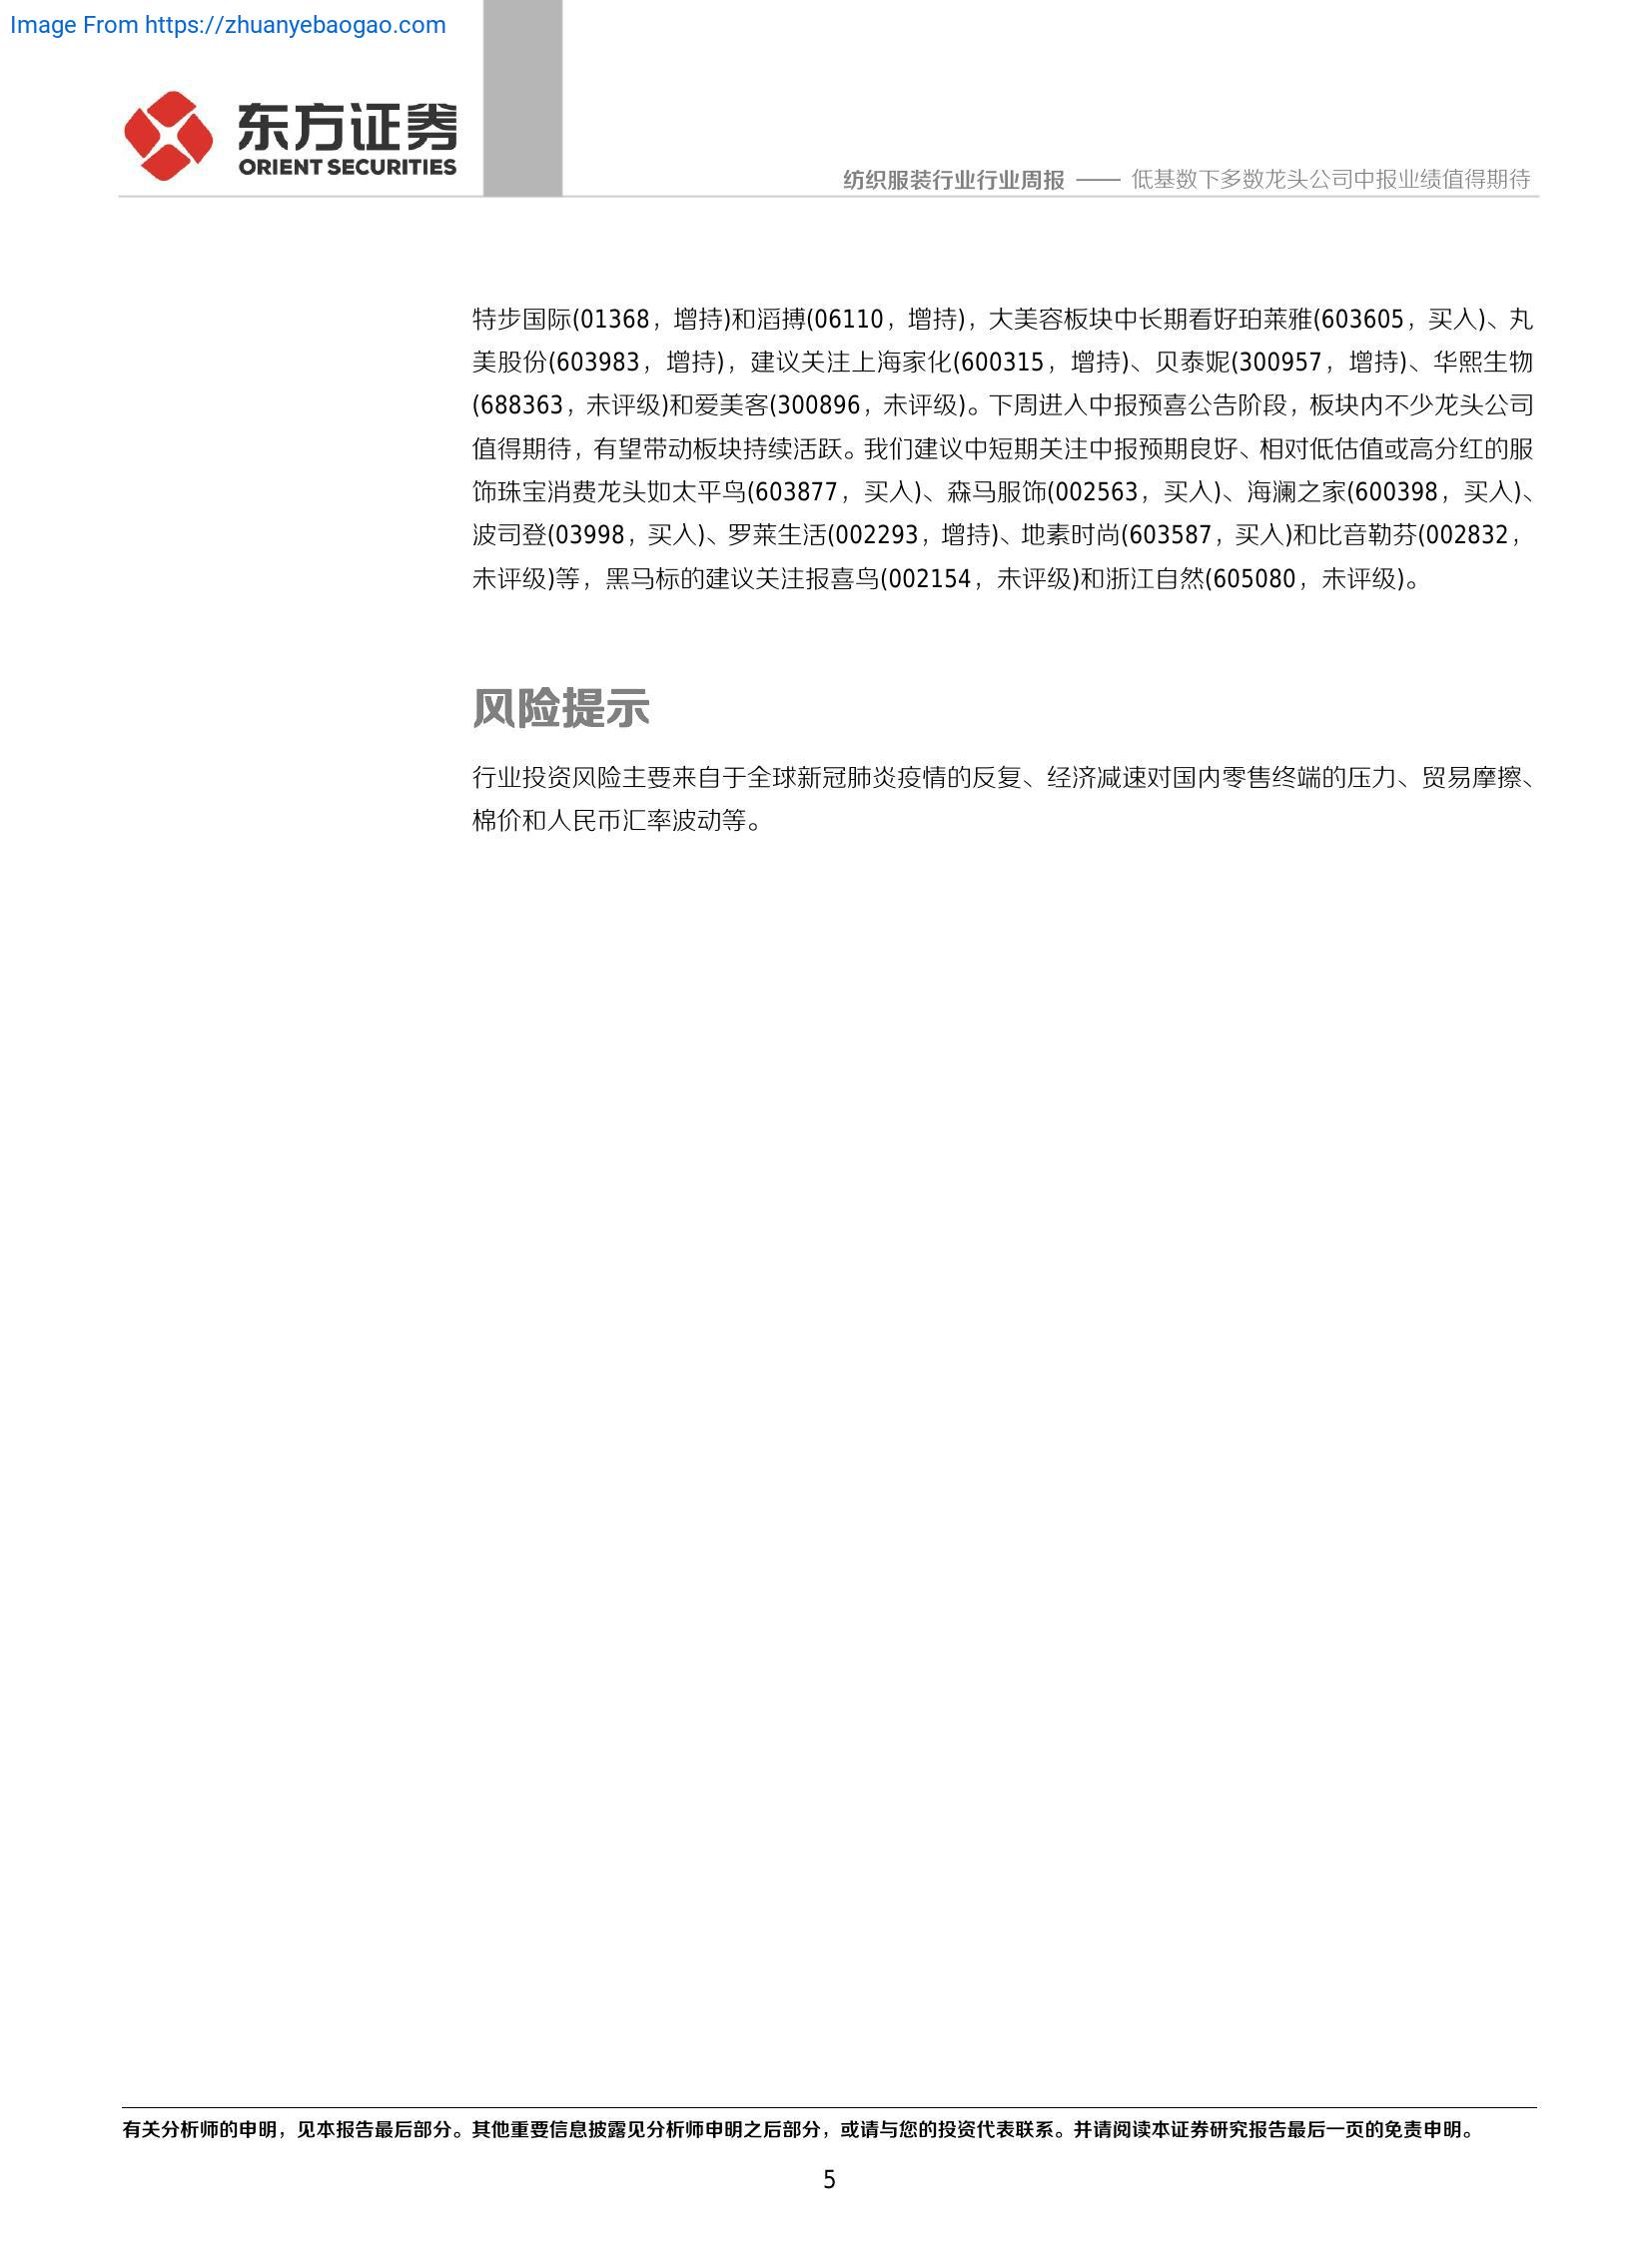 Image From https://zhuanyebaogao.com
东方证券
ORIENT SECURITIES
纺织服装行业行业周报 —— 低基数下多数龙头公司中报业绩值得期待
特步国际(01368，增持)和滔搏(06110，增持)，大美容板块中长期看好珀莱雅(603605，买入)、丸
美股份(603983，增持)，建议关注上海家化(600315，增持)、贝泰妮(300957，增持)、华熙生物
(688363，未评级)和爱美客(300896，未评级)。下周进入中报预喜公告阶段，板块内不少龙头公司
值得期待，有望带动板块持续活跃。我们建议中短期关注中报预期良好、相对低估值或高分红的服
饰珠宝消费龙头如太平鸟(603877，买入)、森马服饰(002563，买入)、海澜之家(600398，买入)、
波司登(03998，买入)、罗莱生活(002293，增持)、地素时尚(603587，买入)和比音勒芬(002832，
未评级)等，黑马标的建议关注报喜鸟(002154，未评级)和浙江自然(605080，未评级)。
风险提示
行业投资风险主要来自于全球新冠肺炎疫情的反复、经济减速对国内零售终端的压力、贸易摩擦、
棉价和人民币汇率波动等。
有关分析师的申明，见本报告最后部分。其他重要信息披露见分析师申明之后部分，或请与您的投资代表联系。并请阅读本证券研究报告最后一页的免责申明。
5